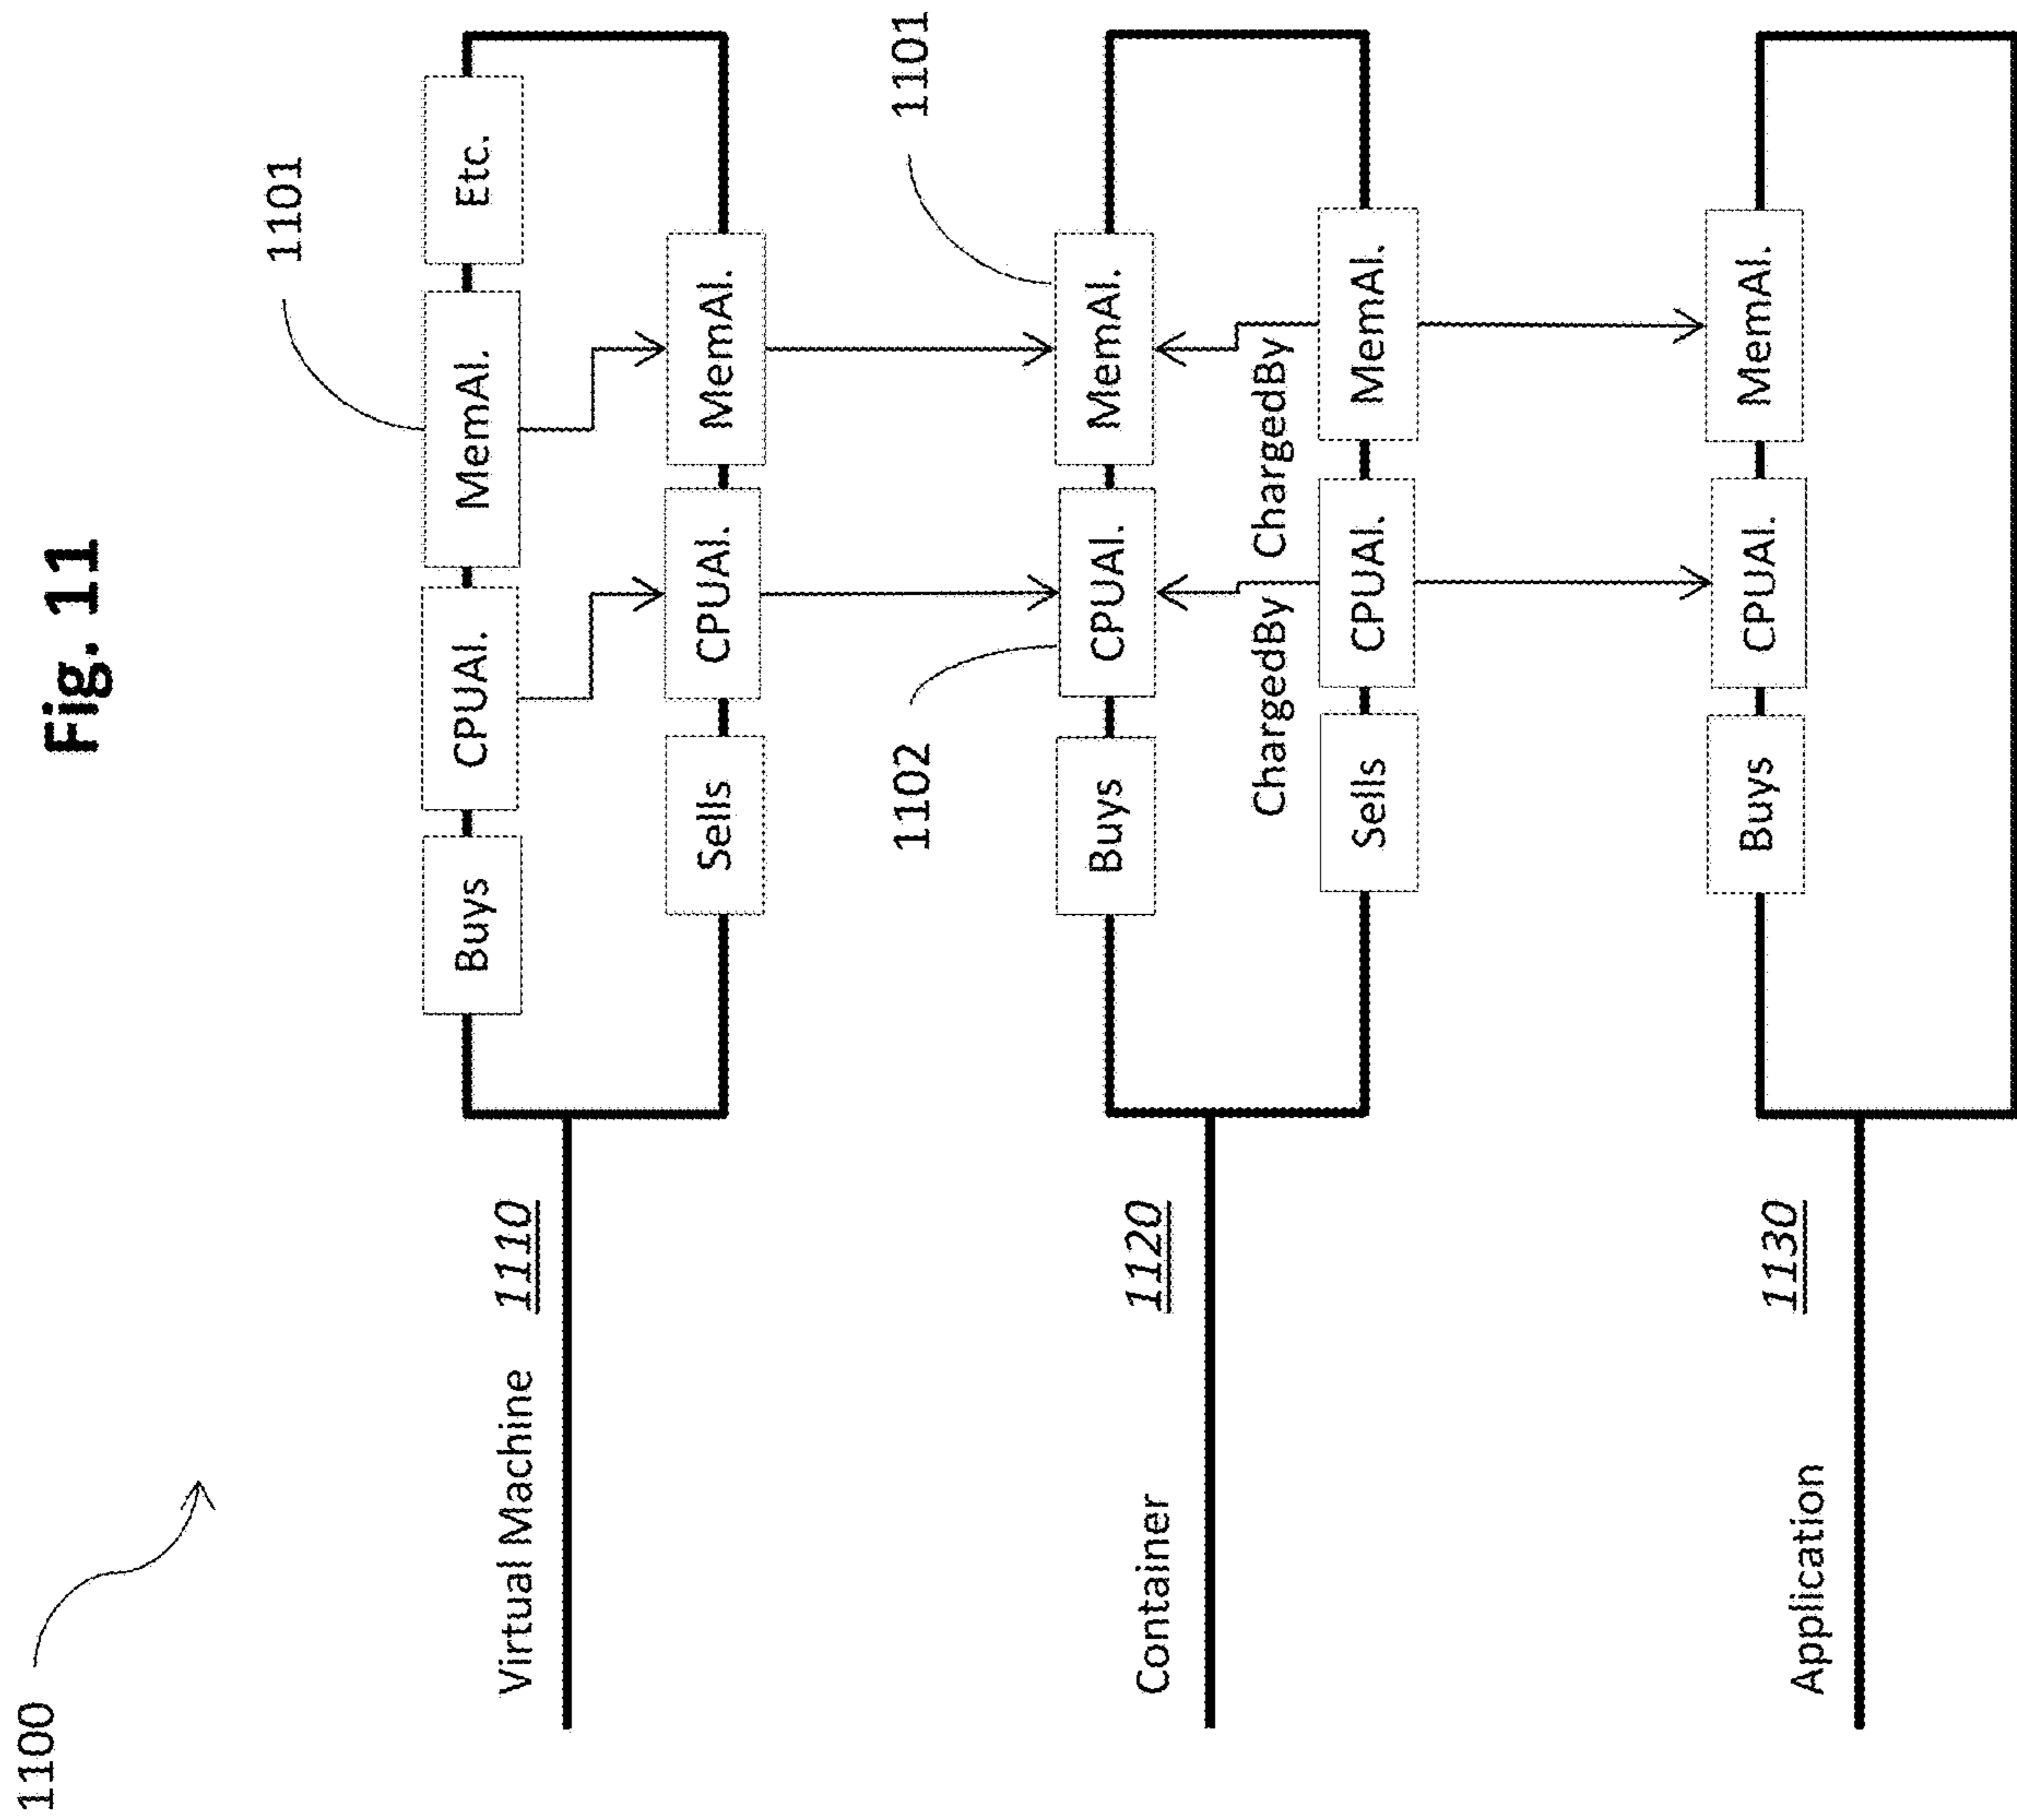 1100
Fig. 11
1101
Buys CPUAl. MemAl. Etc.
Virtual Machine 1110
Sells CPUAl. MemAl.
1102 1101
Buys CPUAl. MemAl.
Container 1120
ChargedBy ChargedBy
Sells CPUAl. MemAl.
Buys CPUAl. MemAl.
Application 1130